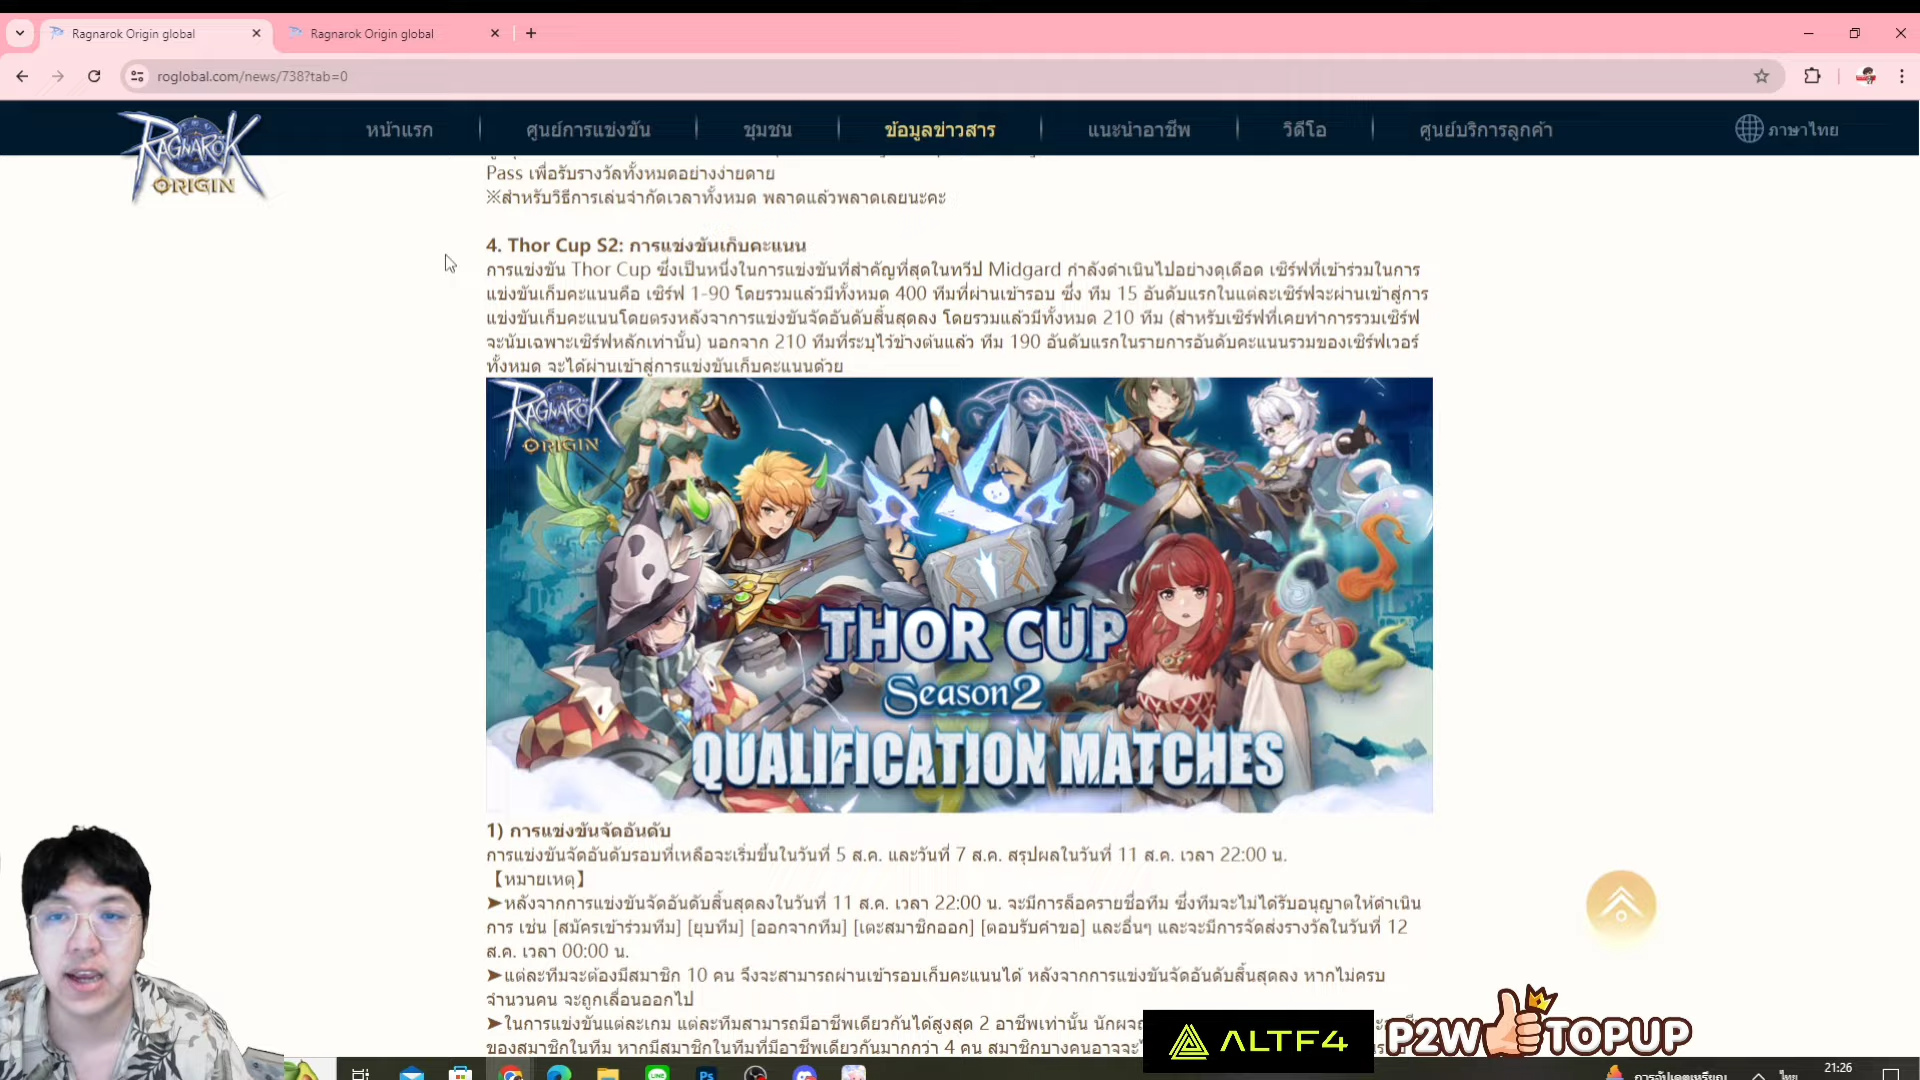 Ragnarok Origin global
Ragnarok Origin global
roglobal.com/news/738?tab=0
RAGNAROK
ORIGIN
หน้าแรก
ศูนย์การแข่งขัน
ชุมชน
ข้อมูลข่าวสาร
แนะนำอาชีพ
วิดีโอ
ศูนย์บริการลูกค้า
ภาษาไทย
Pass เพื่อรับรางวัลทั้งหมดอย่างง่ายดาย
※สำหรับวิธีการเล่นจำกัดเวลาทั้งหมด พลาดแล้วพลาดเลยนะคะ
4. Thor Cup S2: การแข่งขันเก็บคะแนน
การแข่งขัน Thor Cup ซึ่งเป็นหนึ่งในการแข่งขันที่สำคัญที่สุดในทวีป Midgard กำลังดำเนินไปอย่างดุเดือด เซิร์ฟที่เข้าร่วมในการ
แข่งขันเก็บคะแนนคือ เซิร์ฟ 1-90 โดยรวมแล้วมีทั้งหมด 400 ทีมที่ผ่านเข้ารอบ ซึ่ง ทีม 15 อันดับแรกในแต่ละเซิร์ฟจะผ่านเข้าสู่การ
แข่งขันเก็บคะแนนโดยตรงหลังจาการแข่งขันจัดอันดับสิ้นสุดลง โดยรวมแล้วมีทั้งหมด 210 ทีม (สำหรับเซิร์ฟที่เคยทำการรวมเซิร์ฟ
จะนับเฉพาะเซิร์ฟหลักเท่านั้น) นอกจาก 210 ทีมที่ระบุไว้ข้างต้นแล้ว ทีม 190 อันดับแรกในรายการอันดับคะแนนรวมของเซิร์ฟเวอร์
ทั้งหมด จะได้ผ่านเข้าสู่การแข่งขันเก็บคะแนนด้วย
RAGNAROK
ORIGIN
THOR CUP
Season 2
QUALIFICATION MATCHES
1) การแข่งขันจัดอันดับ
การแข่งขันจัดอันดับรอบที่เหลือจะเริ่มขึ้นในวันที่ 5 ส.ค. และวันที่ 7 ส.ค. สรุปผลในวันที่ 11 ส.ค. เวลา 22:00 น.
【หมายเหตุ】
➤หลังจากการแข่งขันจัดอันดับสิ้นสุดลงในวันที่ 11 ส.ค. เวลา 22:00 น. จะมีการล็อครายชื่อทีม ซึ่งทีมจะไม่ได้รับอนุญาตให้ดำเนิน
การ เช่น [สมัครเข้าร่วมทีม] [ยุบทีม] [ออกจากทีม] [เตะสมาชิกออก] [ตอบรับคำขอ] และอื่นๆ และจะมีการจัดส่งรางวัลในวันที่ 12
ส.ค. เวลา 00:00 น.
➤แต่ละทีมจะต้องมีสมาชิก 10 คน จึงจะสามารถผ่านเข้ารอบเก็บคะแนนได้ หลังจากการแข่งขันจัดอันดับสิ้นสุดลง หากไม่ครบ
จำนวนคน จะถูกเลื่อนออกไป
➤ในการแข่งขันแต่ละเกม แต่ละทีมสามารถมีอาชีพเดียวกันได้สูงสุด 2 อาชีพเท่านั้น
ของสมาชิกในทีม หากมีสมาชิกในทีมที่มีอาชีพเดียวกันมากกว่า 4 คน สมาชิกบางคนอาจจะ
ALTF4
P2W TOPUP
ไทย
21:26